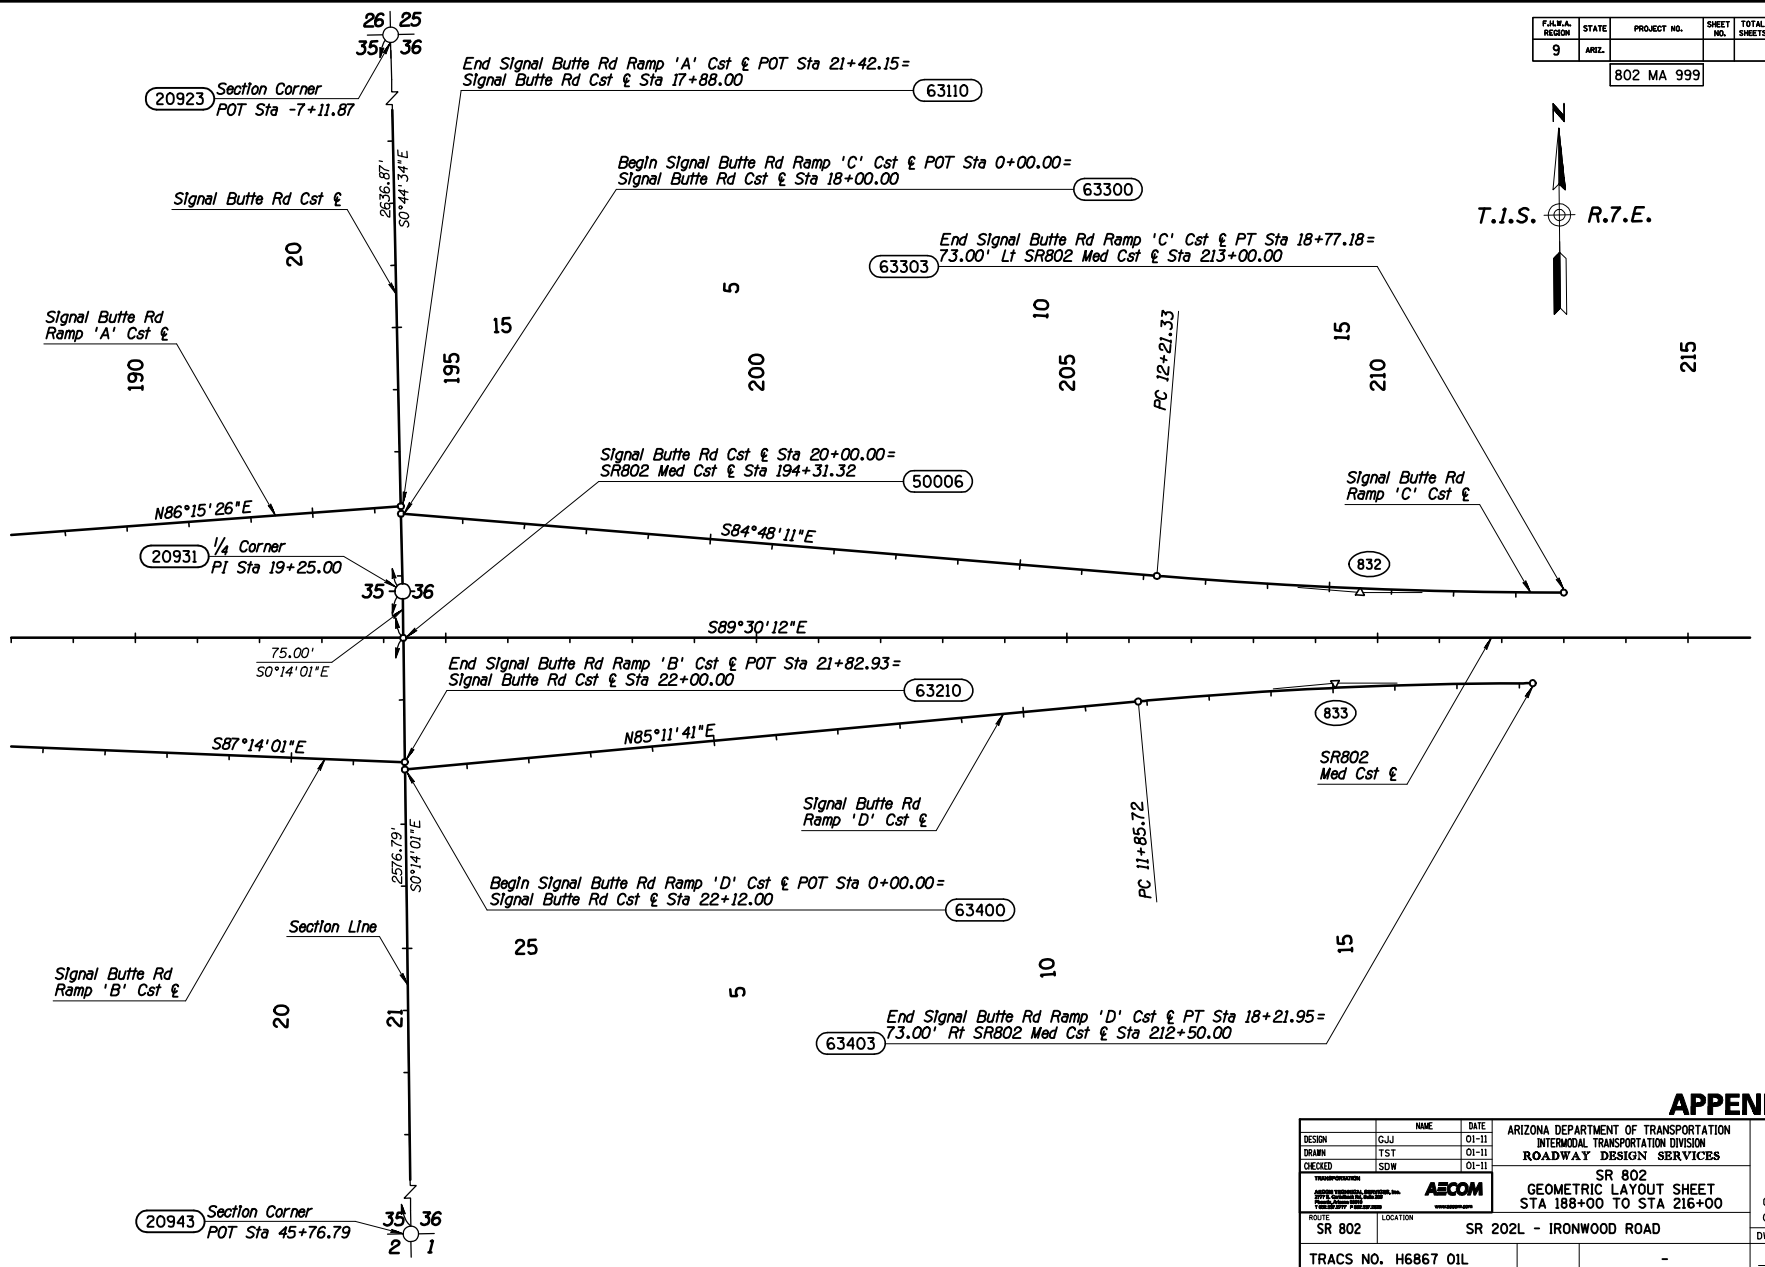 26 25
35 36
20923
Section Corner
POT Sta -7+11.87
End Signal Butte Rd Ramp 'A' Cst ℄ POT Sta 21+42.15=
Signal Butte Rd Cst ℄ Sta 17+88.00
63110
F.H.W.A. REGION
STATE
PROJECT NO.
SHEET NO.
TOTAL SHEETS
9
ARIZ.
802 MA 999
N
T.1.S. R.7.E.
2636.87'
S0°44'34"E
Begin Signal Butte Rd Ramp 'C' Cst ℄ POT Sta 0+00.00=
Signal Butte Rd Cst ℄ Sta 18+00.00
63300
Signal Butte Rd Cst ℄
20
End Signal Butte Rd Ramp 'C' Cst ℄ PT Sta 18+77.18=
73.00' Lt SR802 Med Cst ℄ Sta 213+00.00
63303
Signal Butte Rd
Ramp 'A' Cst ℄
15
5
10
15
190
195
200
205
210
215
PC 12+21.33
Signal Butte Rd Cst ℄ Sta 20+00.00=
SR802 Med Cst ℄ Sta 194+31.32
50006
Signal Butte Rd
Ramp 'C' Cst ℄
N86°15'26"E
S84°48'11"E
20931
1/4 Corner
PI Sta 19+25.00
35 36
832
S89°30'12"E
75.00'
S0°14'01"E
End Signal Butte Rd Ramp 'B' Cst ℄ POT Sta 21+82.93=
Signal Butte Rd Cst ℄ Sta 22+00.00
63210
833
S87°14'01"E
N85°11'41"E
SR802
Med Cst ℄
Signal Butte Rd
Ramp 'D' Cst ℄
PC 11+85.72
2576.79'
S0°14'01"E
Begin Signal Butte Rd Ramp 'D' Cst ℄ POT Sta 0+00.00=
Signal Butte Rd Cst ℄ Sta 22+12.00
63400
Section Line
25
15
10
5
Signal Butte Rd
Ramp 'B' Cst ℄
20
21
End Signal Butte Rd Ramp 'D' Cst ℄ PT Sta 18+21.95=
73.00' Rt SR802 Med Cst ℄ Sta 212+50.00
63403
20943
Section Corner
POT Sta 45+76.79
35 36
2 1
APPEN
NAME DATE
DESIGN GJJ 01-11
DRAWN TST 01-11
CHECKED SDW 01-11
ARIZONA DEPARTMENT OF TRANSPORTATION
INTERMODAL TRANSPORTATION DIVISION
ROADWAY DESIGN SERVICES
TRANSPORTATION
AECOM
SR 802
GEOMETRIC LAYOUT SHEET
STA 188+00 TO STA 216+00
ROUTE
SR 802
LOCATION
SR 202L - IRONWOOD ROAD
TRACS NO. H6867 01L
-